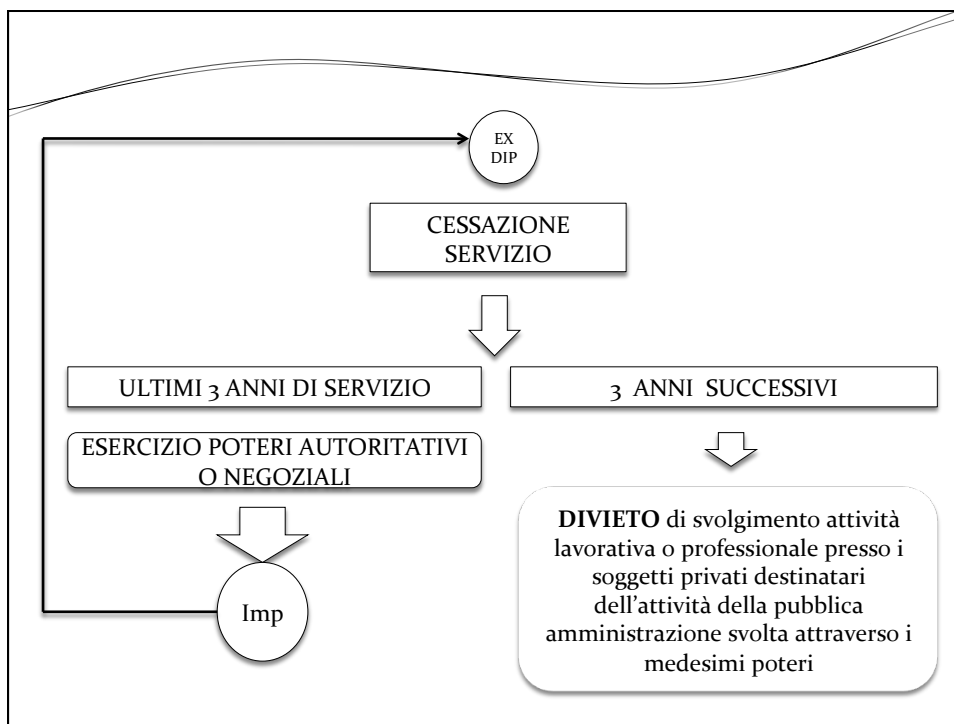 EX
DIP
CESSAZIONE
SERVIZIO
ULTIMI 3 ANNI DI SERVIZIO
3 ANNI SUCCESSIVI
ESERCIZIO POTERI AUTORITATIVI
O NEGOZIALI
Imp
DIVIETO di svolgimento attività
lavorativa o professionale presso i
soggetti privati destinatari
dell’attività della pubblica
amministrazione svolta attraverso i
medesimi poteri